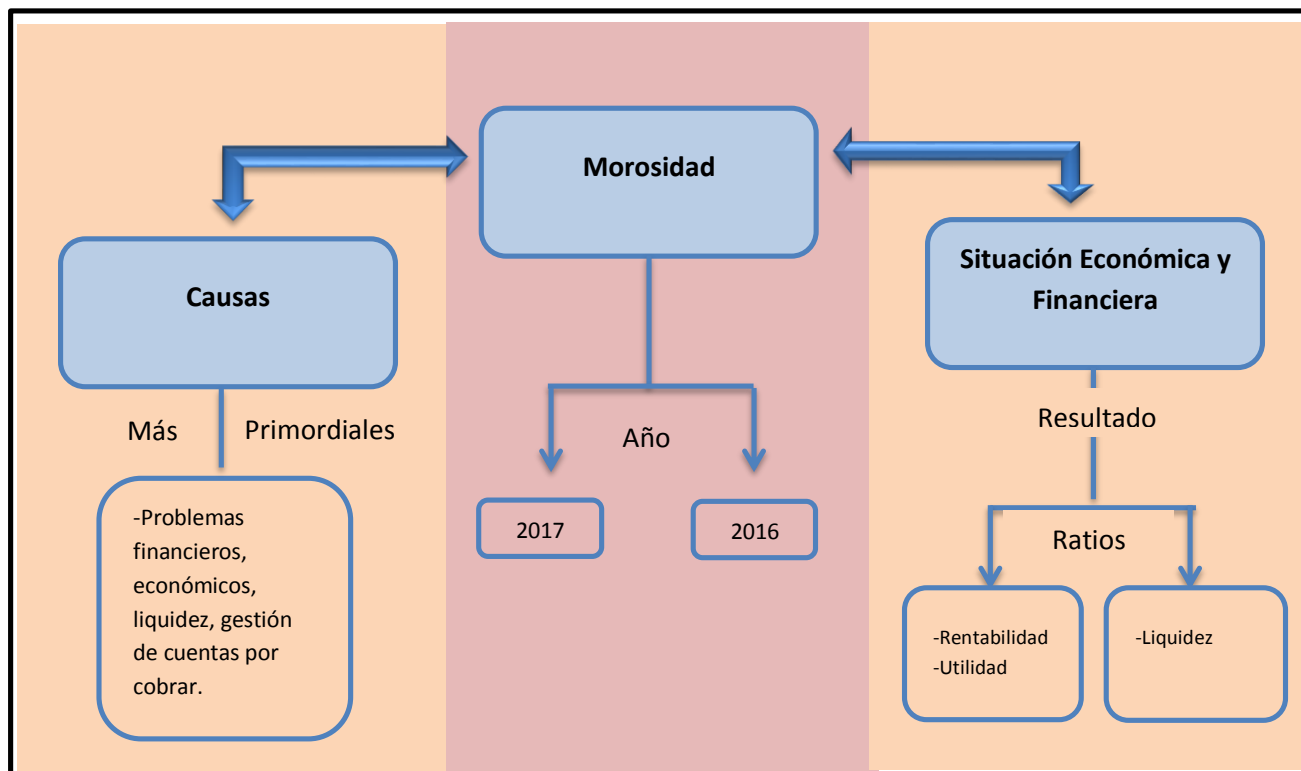 Morosidad
Causas
Situación Económica y
Financiera
Más Primordiales
Año
Resultado
-Problemas
financieros,
económicos,
liquidez, gestión
de cuentas por
cobrar.
2017
2016
Ratios
-Rentabilidad
-Utilidad
-Liquidez